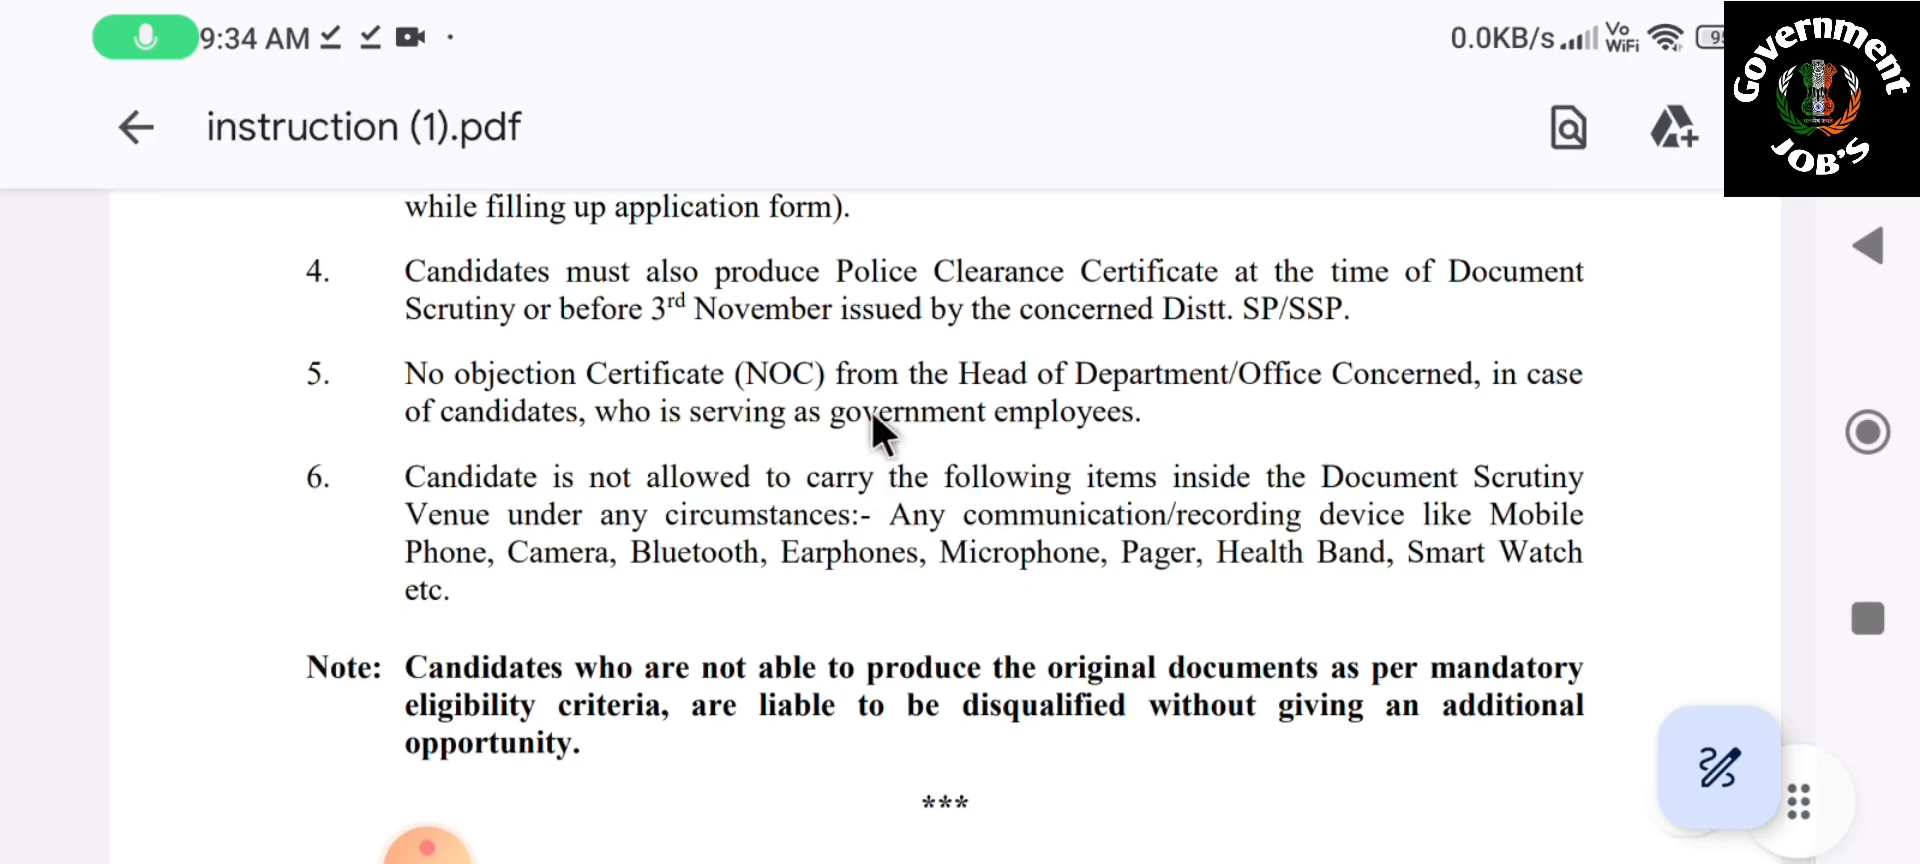 9:34 AM
0.0KB/s
Vo
WiFi
Government
JOB'S
instruction (1).pdf
while filling up application form).
4. Candidates must also produce Police Clearance Certificate at the time of Document
Scrutiny or before 3rd November issued by the concerned Distt. SP/SSP.
5. No objection Certificate (NOC) from the Head of Department/Office Concerned, in case
of candidates, who is serving as government employees.
6. Candidate is not allowed to carry the following items inside the Document Scrutiny
Venue under any circumstances:- Any communication/recording device like Mobile
Phone, Camera, Bluetooth, Earphones, Microphone, Pager, Health Band, Smart Watch
etc.
Note: Candidates who are not able to produce the original documents as per mandatory
eligibility criteria, are liable to be disqualified without giving an additional
opportunity.
***